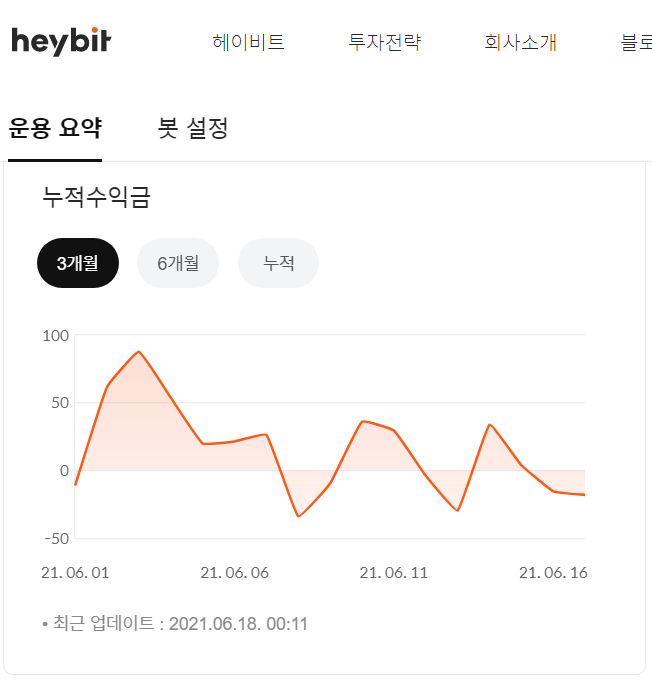 heybit 헤이비트 투자전략 회사소개 블로
운용 요약 봇 설정
누적수익금
3개월 6개월 누적
100
50
0
-50
21. 06. 01 21. 06. 06 21. 06. 11 21. 06. 16
• 최근 업데이트 : 2021.06.18. 00:11